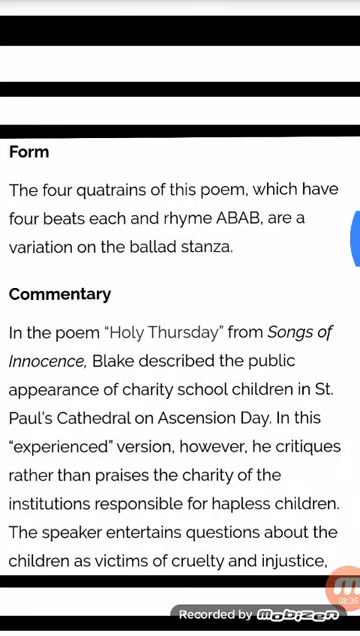 Form
The four quatrains of this poem, which have
four beats each and rhyme ABAB, are a
variation on the ballad stanza.
Commentary
In the poem “Holy Thursday” from Songs of
Innocence, Blake described the public
appearance of charity school children in St.
Paul’s Cathedral on Ascension Day. In this
“experienced” version, however, he critiques
rather than praises the charity of the
institutions responsible for hapless children.
The speaker entertains questions about the
children as victims of cruelty and injustice,
08:35
Recorded by mobizen